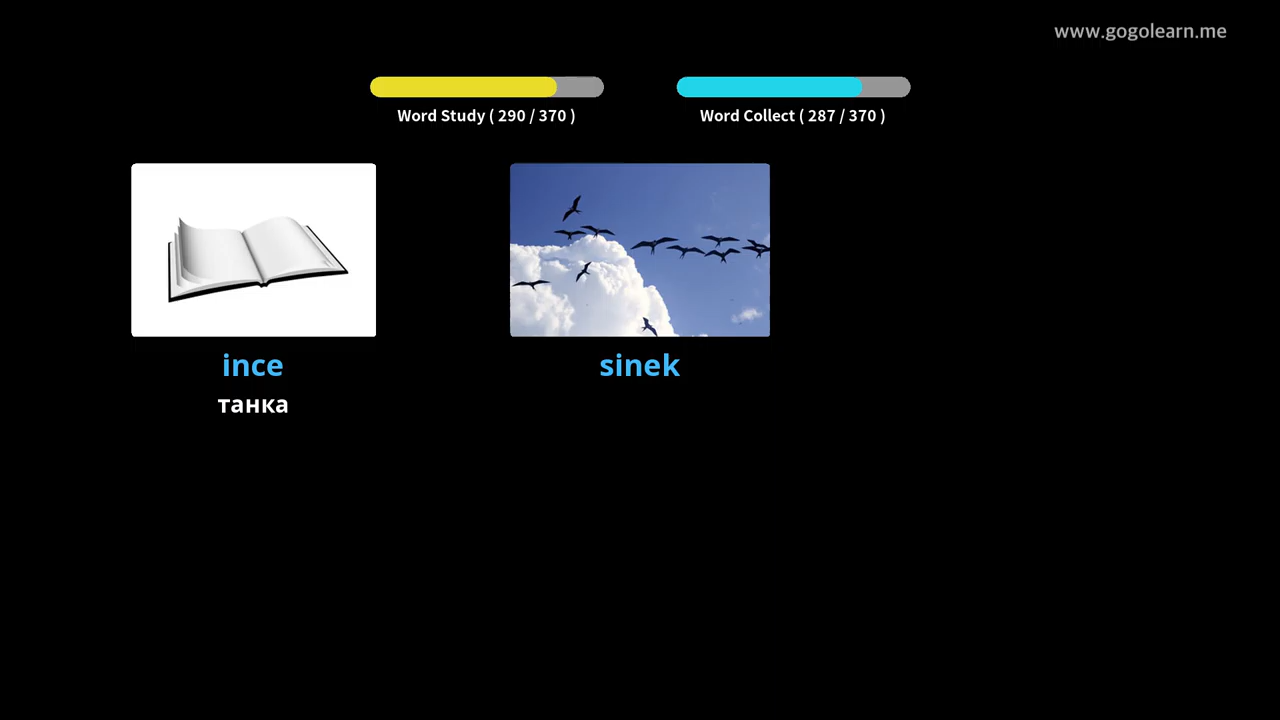 www.gogolearn.me
Word Study ( 290 / 370 )
Word Collect ( 287 / 370 )
ince
sinek
танка